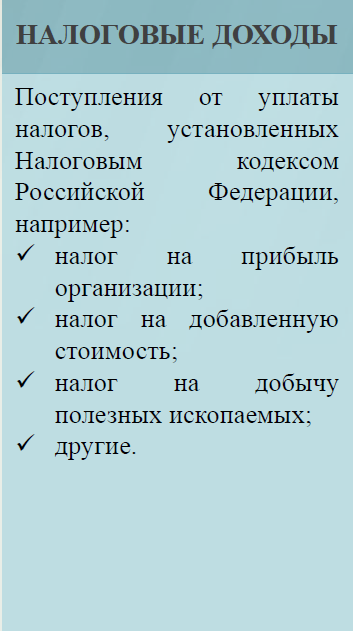 НАЛОГОВЫЕ ДОХОДЫ
Поступления от уплаты
налогов, установленных
Налоговым кодексом
Российской Федерации,
например:
✓ налог на прибыль
организации;
✓ налог на добавленную
стоимость;
✓ налог на добычу
полезных ископаемых;
✓ другие.